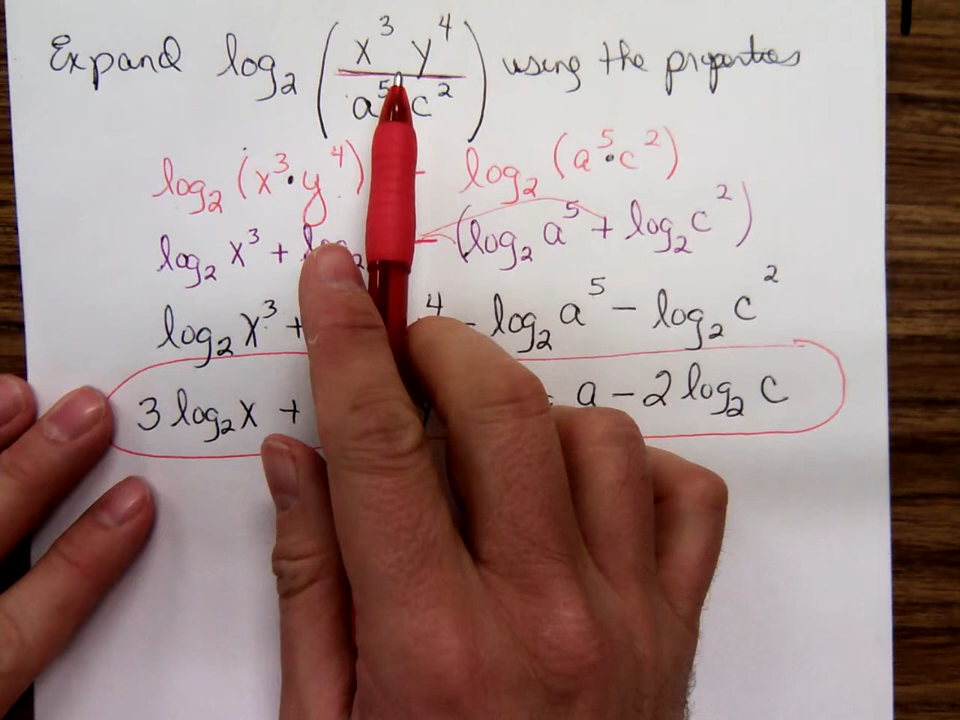 Expand log₂ (x³ y⁴ / a⁵ c²) using the properties
log₂ (x³·y⁴) - log₂ (a⁵·c²)
log₂ x³ + log₂ - (log₂ a⁵ + log₂ c²)
log₂ x³ + 4 - log₂ a⁵ - log₂ c²
3 log₂ x + a - 2 log₂ c